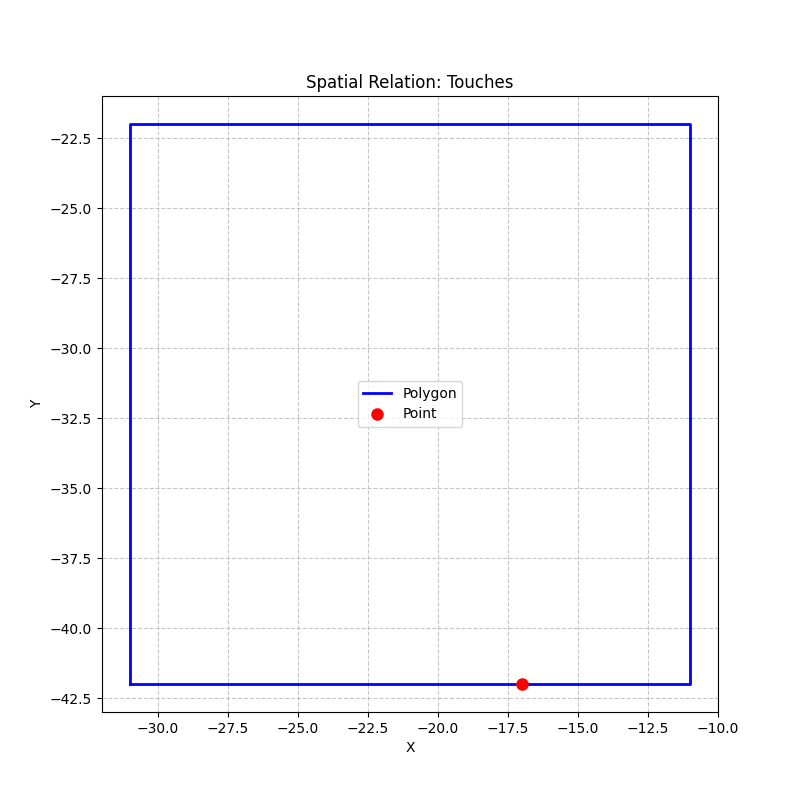 Spatial Relation: Touches
−22.5
−25.0
−27.5
−30.0
−32.5
−35.0
−37.5
−40.0
−42.5
Y
Polygon
Point
−30.0 −27.5 −25.0 −22.5 −20.0 −17.5 −15.0 −12.5 −10.0
X